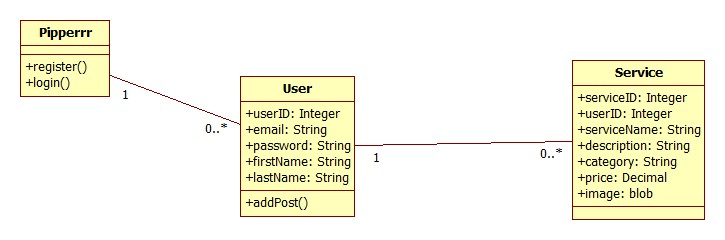 Pipperrr
+register()
+login()
1
0..*
User
+userID: Integer
+email: String
+password: String
+firstName: String
+lastName: String
+addPost()
1
0..*
Service
+serviceID: Integer
+userID: Integer
+serviceName: String
+description: String
+category: String
+price: Decimal
+image: blob